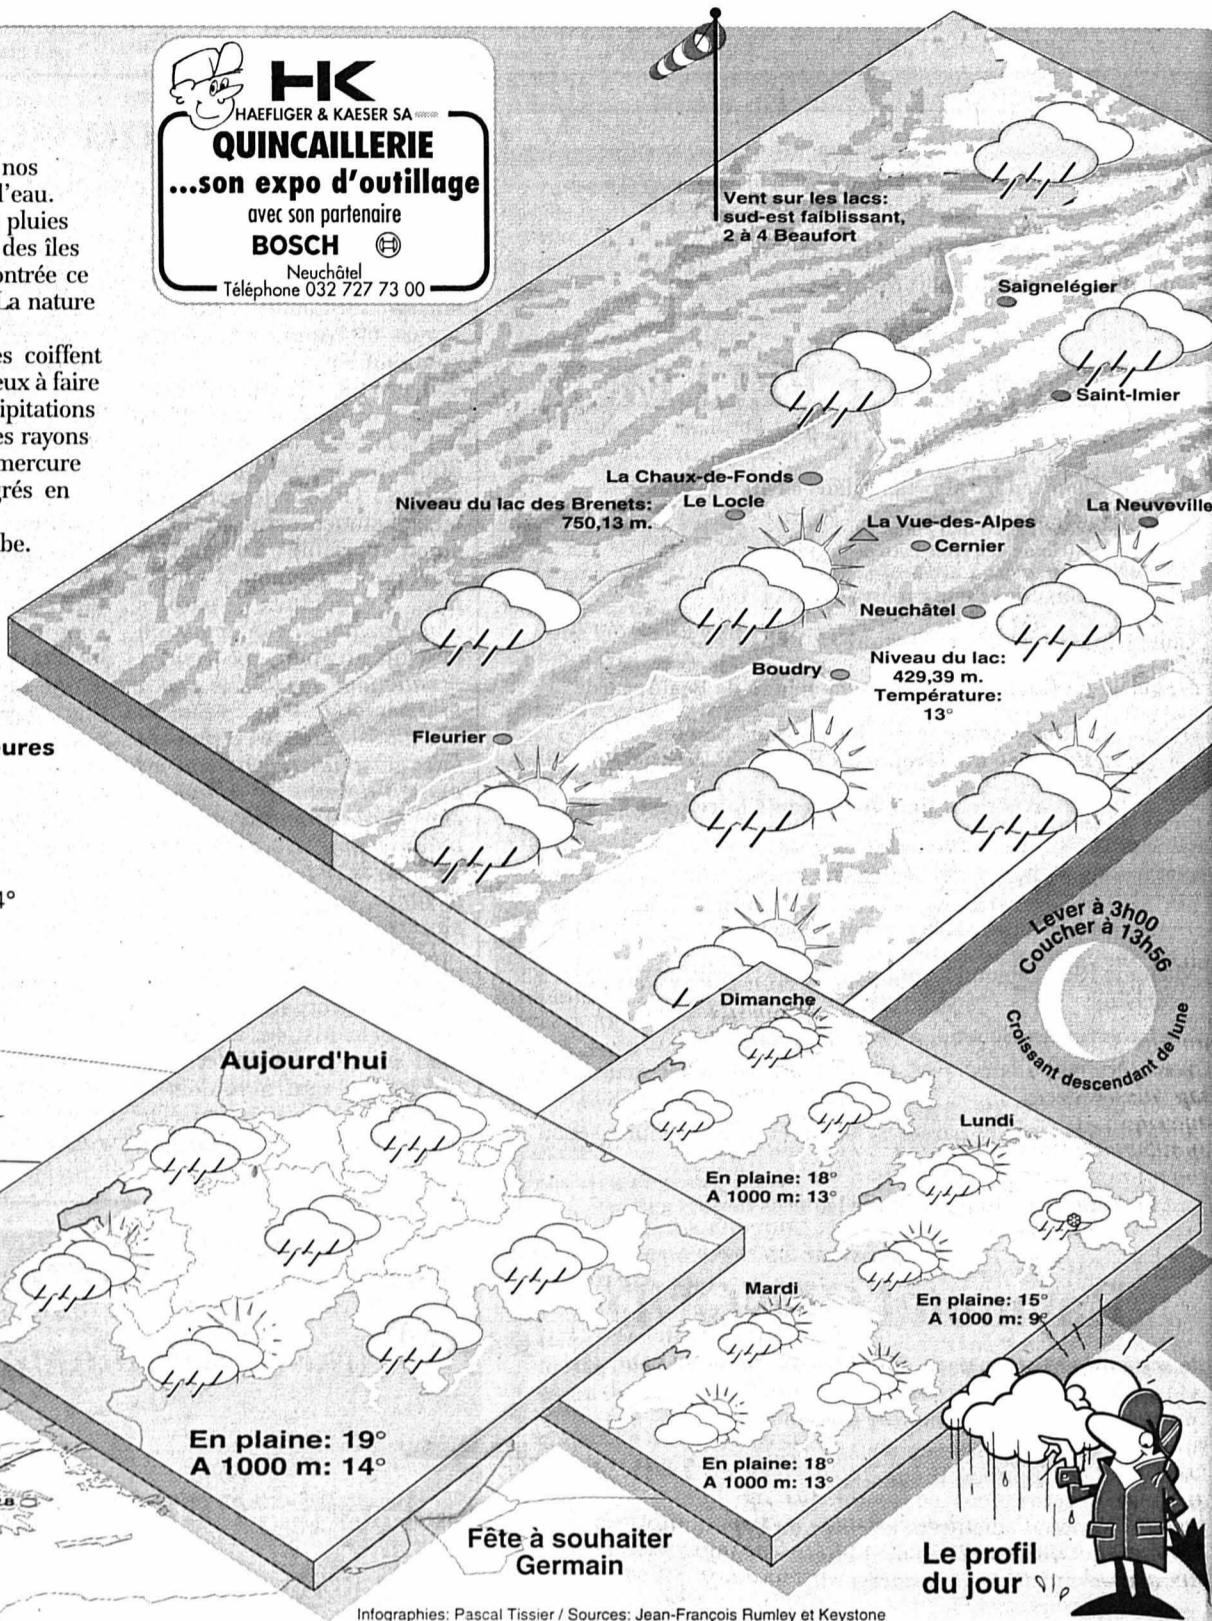 nos
l'eau.
pluies
des îles
ontrée ce
La nature
es coiffent
eux à faire
ipitations
es rayons
mercure
rés en
be.
ures
4°
HK
HAEFLIGER & KAESER SA
QUINCAILLERIE
...son expo d'outillage
avec son partenaire
BOSCH
Neuchâtel
Téléphone 032 727 73 00
Vent sur les lacs:
sud-est faiblissant,
2 à 4 Beaufort
Saignelégier
Saint-Imier
La Chaux-de-Fonds
Niveau du lac des Brenets:
750,13 m.
Le Locle
La Vue-des-Alpes
La Neuveville
Cernier
Neuchâtel
Boudry
Niveau du lac:
429,39 m.
Température:
13°
Fleurier
Lever à 3h00
Coucher à 13h56
Croissant descendant de lune
Aujourd'hui
En plaine: 19°
A 1000 m: 14°
Dimanche
En plaine: 18°
A 1000 m: 13°
Lundi
En plaine: 15°
A 1000 m: 9°
Mardi
En plaine: 18°
A 1000 m: 13°
Fête à souhaiter
Germain
Le profil
du jour
Infographies: Pascal Tissier / Sources: Jean-François Rumley et Keystone